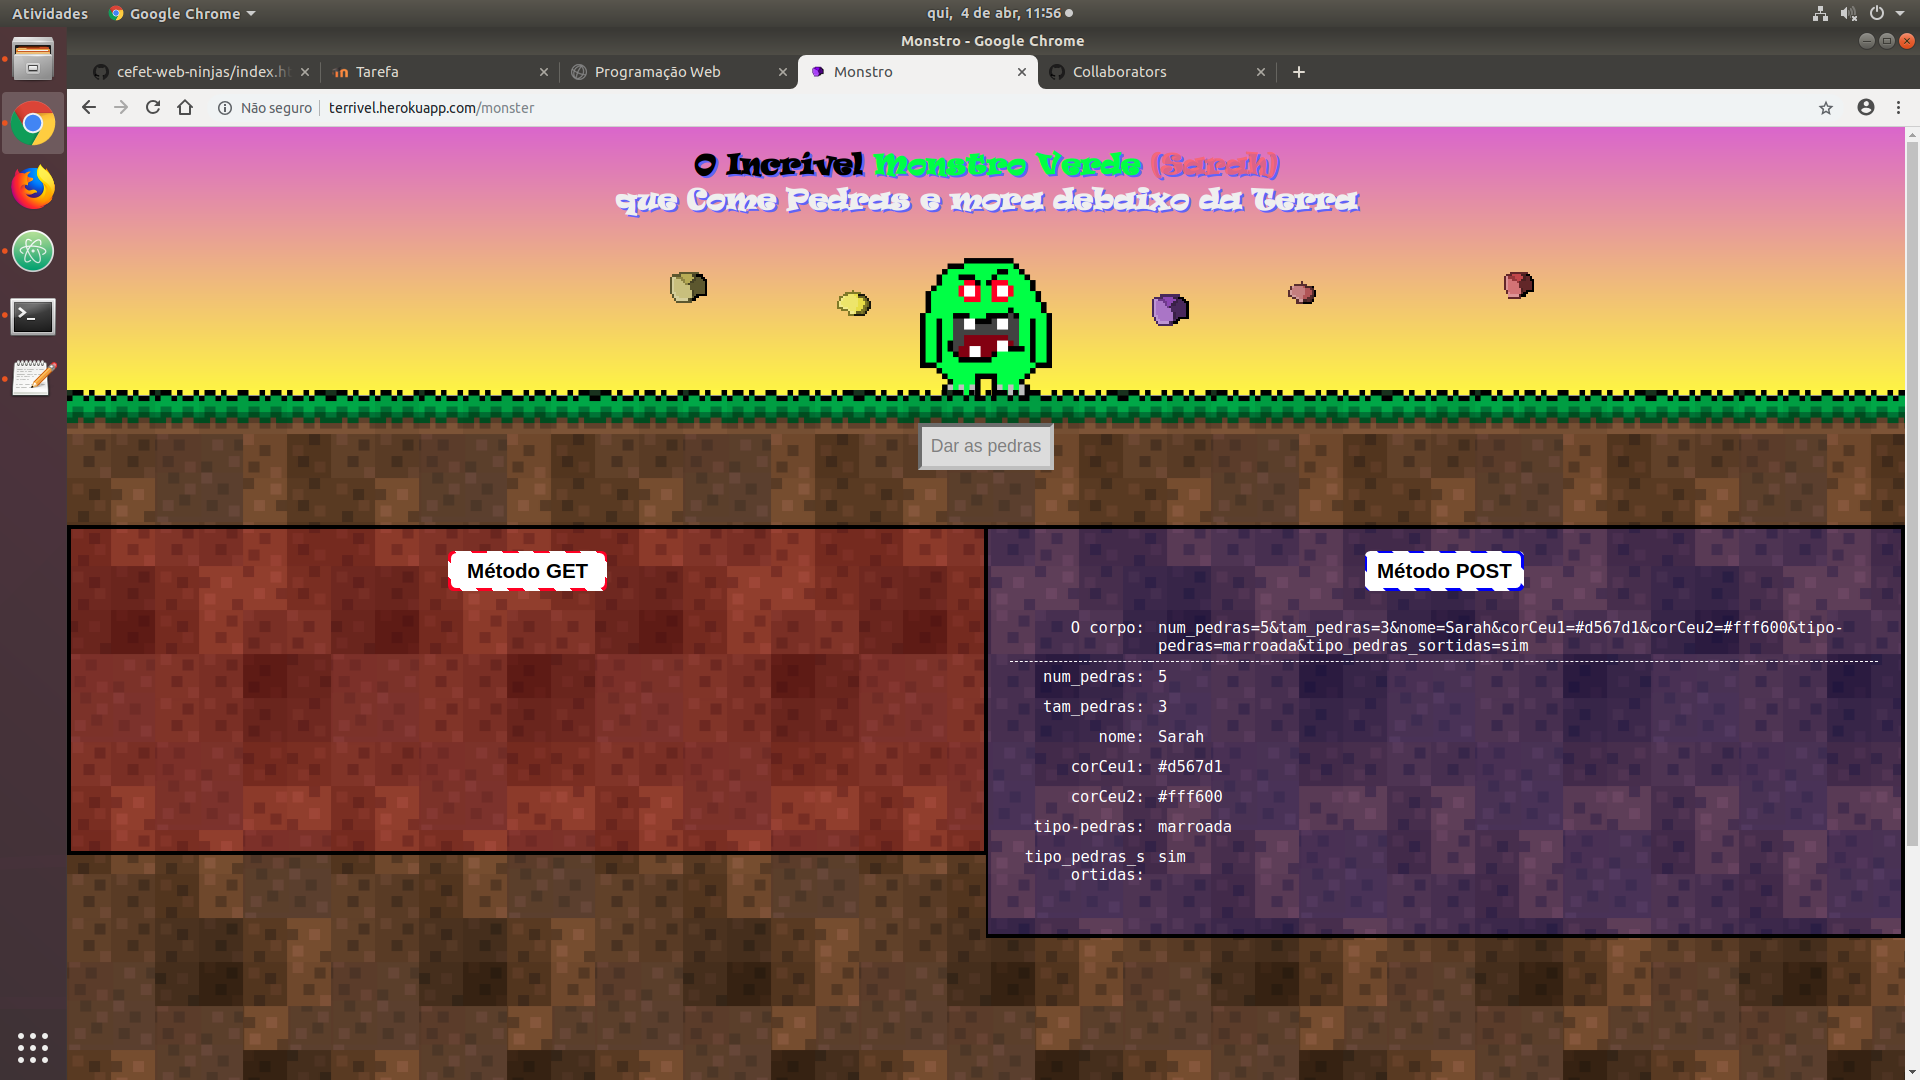 Atividades
Google Chrome
qui, 4 de abr, 11:56
Monstro - Google Chrome
cefet-web-ninjas/index.h
Tarefa
Programação Web
Monstro
Collaborators
Não seguro
terrivel.herokuapp.com/monster
O Incrivel Monstro Verde (Sarah)
que Come Pedras e mora debaixo da Terra
Dar as pedras
Método GET
Método POST
O corpo: num_pedras=5&tam_pedras=3&nome=Sarah&corCeu1=#d567d1&corCeu2=#fff600&tipo-
pedras=marroada&tipo_pedras_sortidas=sim
num_pedras: 5
tam_pedras: 3
nome: Sarah
corCeu1: #d567d1
corCeu2: #fff600
tipo-pedras: marroada
tipo_pedras_s sim
ortidas: